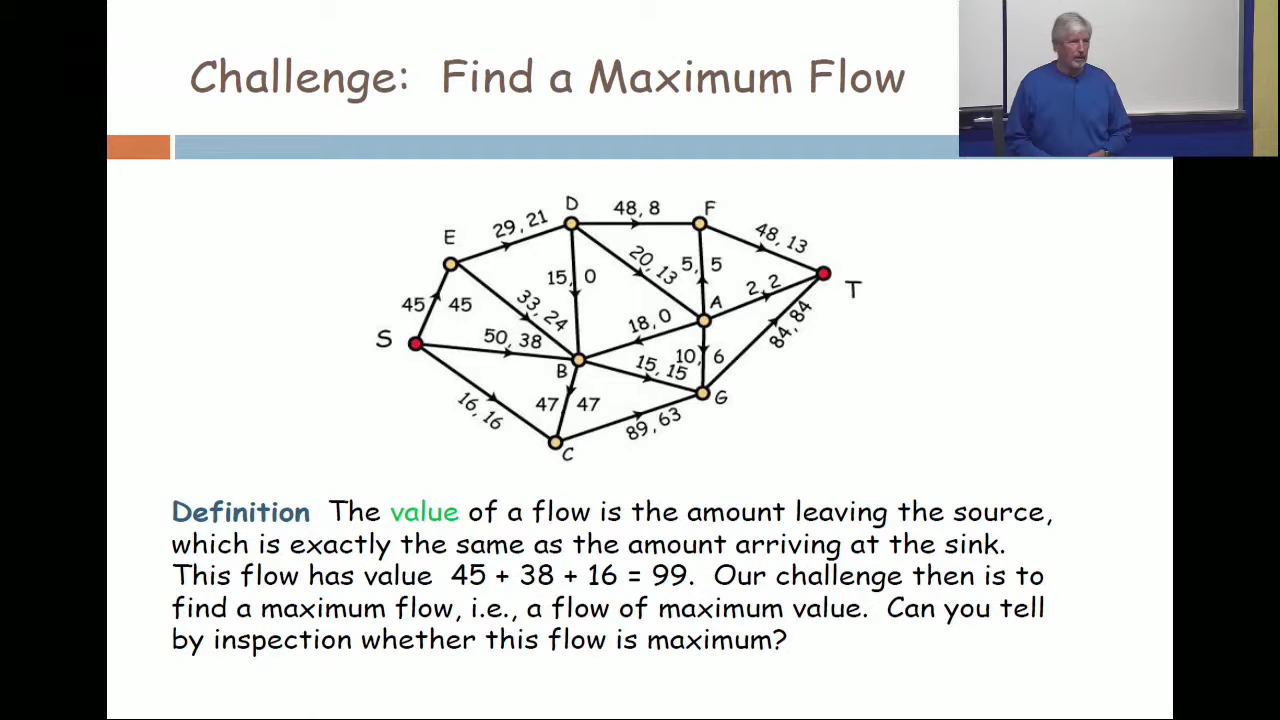 Challenge:  Find a Maximum Flow
D
48, 8
F
29, 21
48, 13
E
20, 13
5, 5
15, 0
2, 2
T
A
45 45
33, 24
18, 0
84, 84
S
50, 38
10, 6
15, 15
B
G
16, 16
47 47
89, 63
C
Definition  The value of a flow is the amount leaving the source,
which is exactly the same as the amount arriving at the sink.
This flow has value  45 + 38 + 16 = 99.  Our challenge then is to
find a maximum flow, i.e., a flow of maximum value.  Can you tell
by inspection whether this flow is maximum?